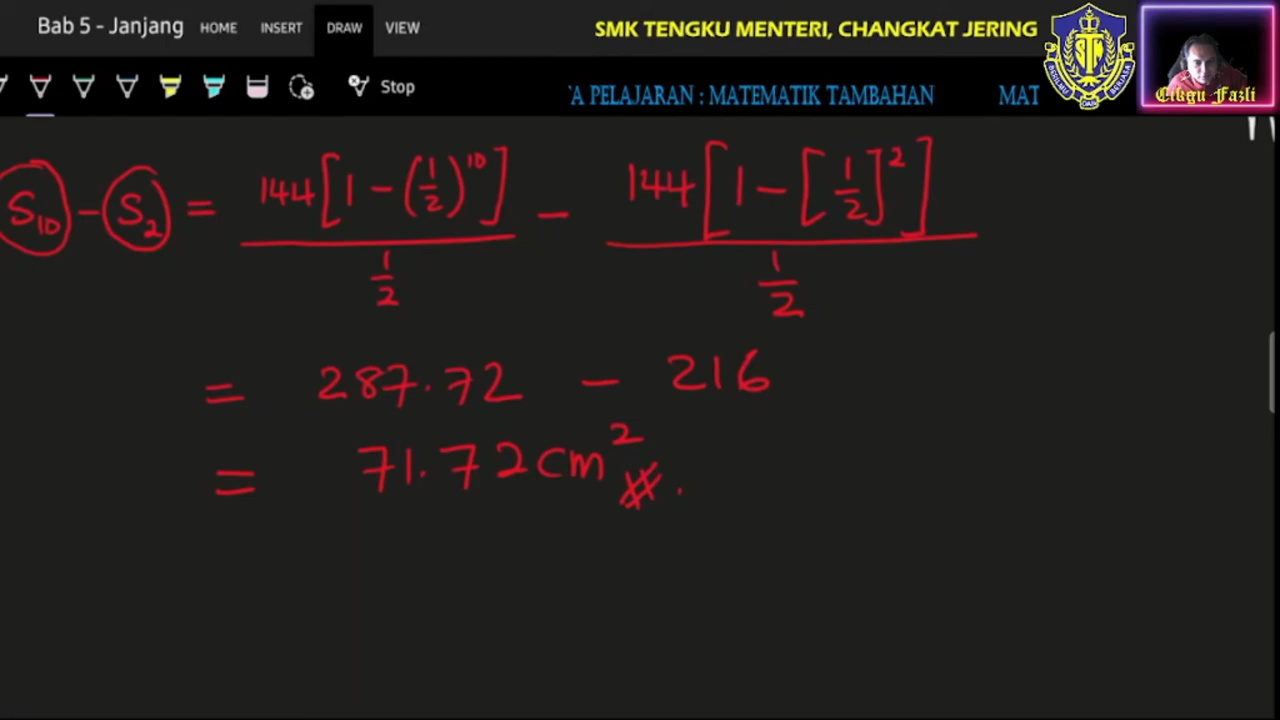 Bab 5 - Janjang HOME INSERT DRAW VIEW
SMK TENGKU MENTERI, CHANGKAT JERING
Stop
A PELAJARAN : MATEMATIK TAMBAHAN MAT
Cikgu Fazli
S₁₀ - S₂ = 144[1 - (1/2)¹⁰] / 1/2 - 144[1 - [1/2]²] / 1/2
= 287.72 - 216
= 71.72 cm²